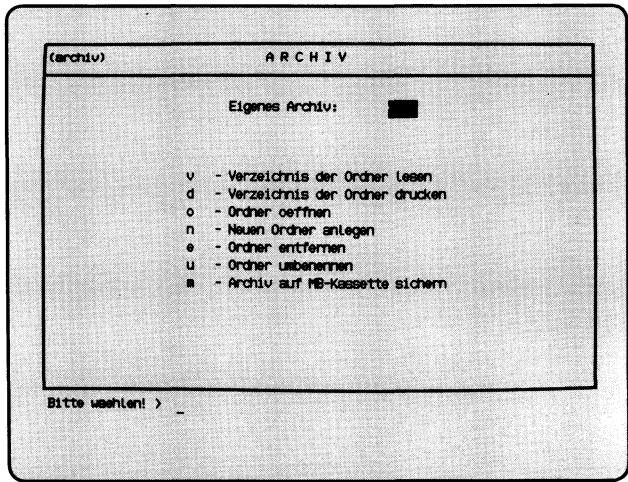 (archiv) A R C H I V
Eigenes Archiv:
v - Verzeichnis der Ordner lesen
d - Verzeichnis der Ordner drucken
o - Ordner oeffnen
n - Neuen Ordner anlegen
e - Ordner entfernen
u - Ordner umbenennen
m - Archiv auf MB-Kassette sichern
Bitte waehlen! > _